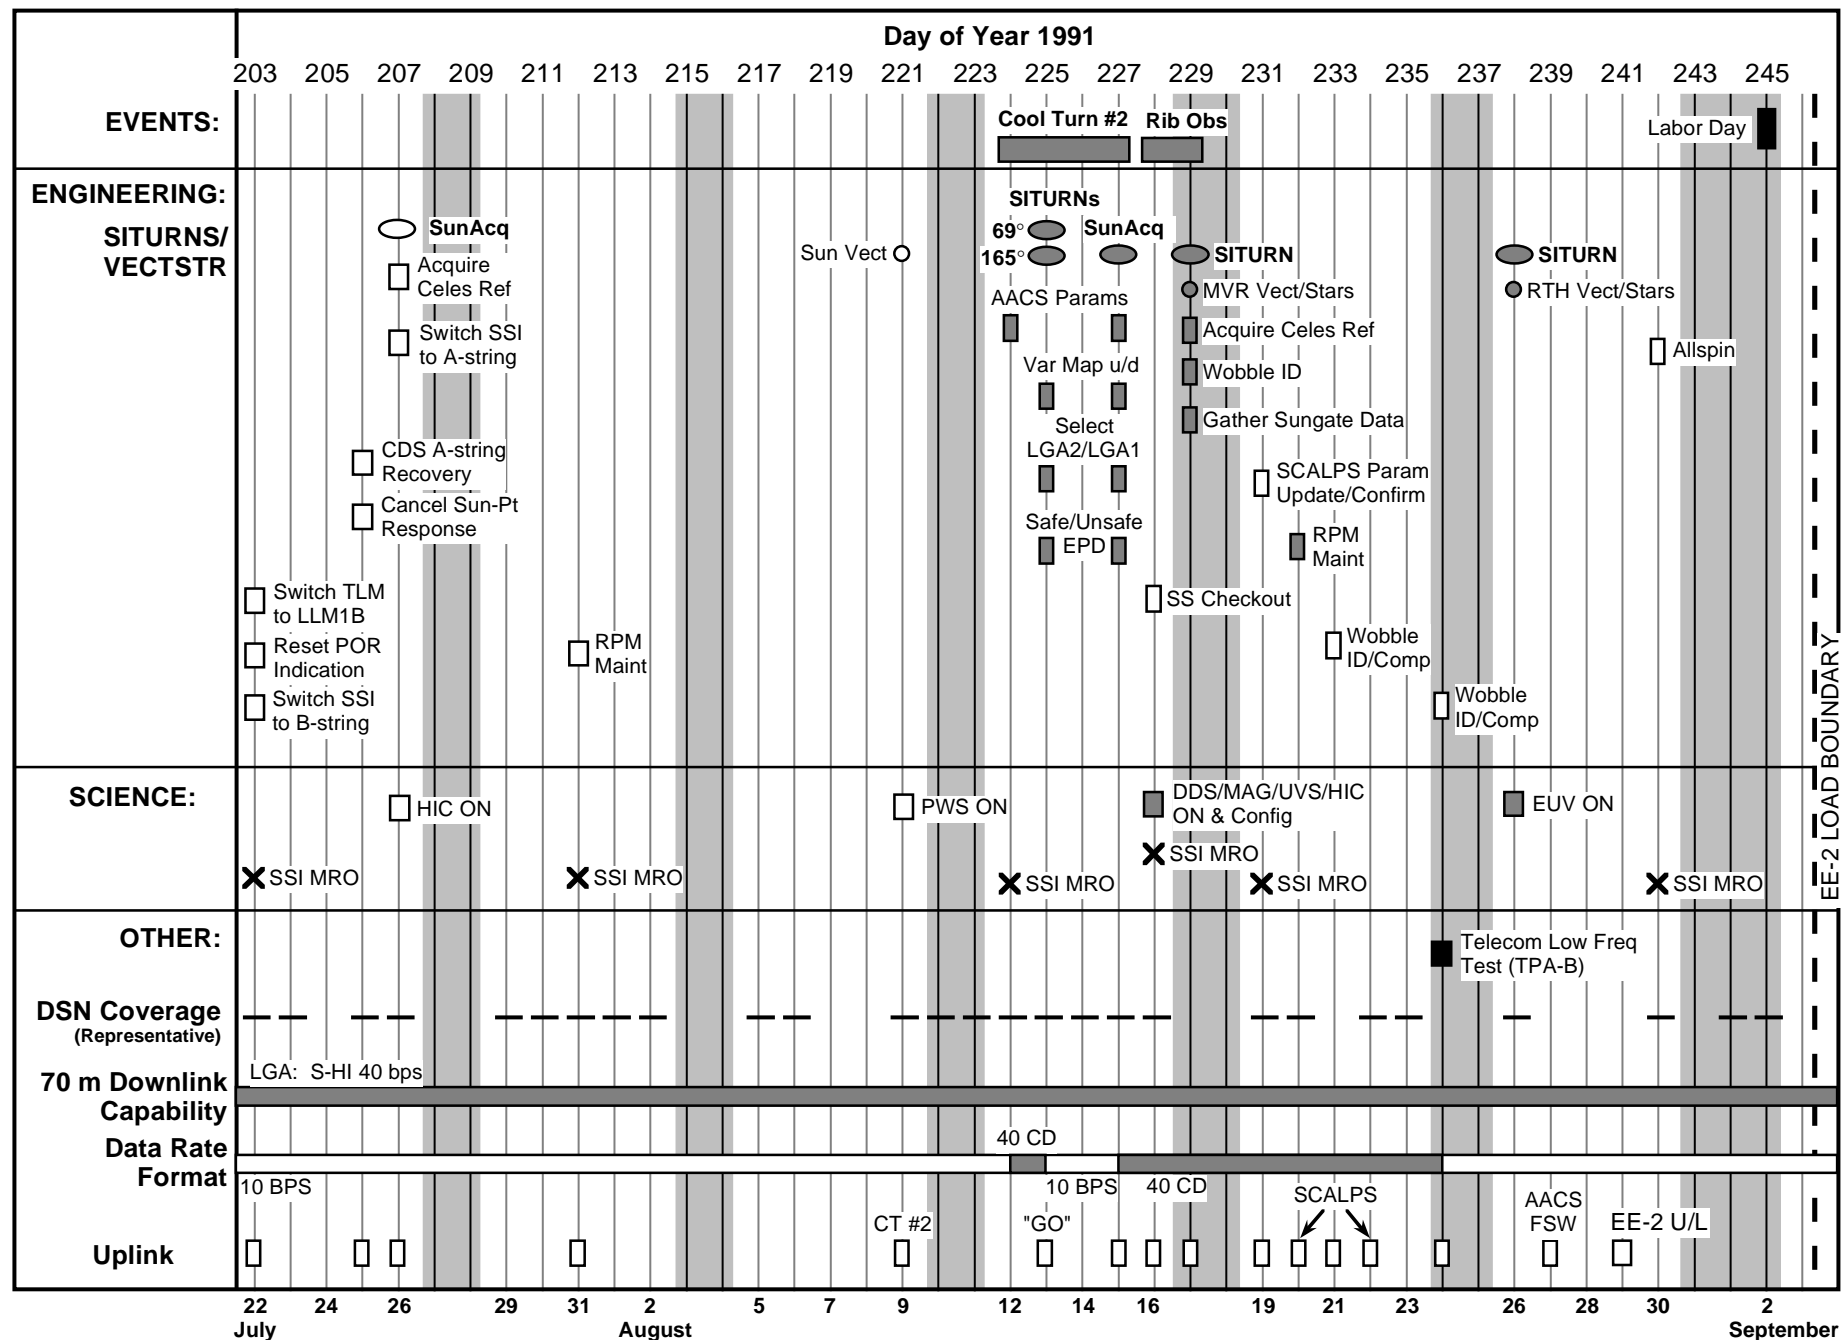 Day of Year 1991
203 205 207 209 211 213 215 217 219 221 223 225 227 229 231 233 235 237 239 241 243 245
EVENTS:
Cool Turn #2
Rib Obs
Labor Day
ENGINEERING:
SITURNS/
VECTSTR
SunAcq
Acquire
Celes Ref
Switch SSI
to A-string
CDS A-string
Recovery
Cancel Sun-Pt
Response
Switch TLM
to LLM1B
Reset POR
Indication
Switch SSI
to B-string
RPM
Maint
Sun Vect
SITURNs
69°
165°
SunAcq
AACS Params
Var Map u/d
Select
LGA2/LGA1
Safe/Unsafe
EPD
SS Checkout
SITURN
MVR Vect/Stars
Acquire Celes Ref
Wobble ID
Gather Sungate Data
SCALPS Param
Update/Confirm
RPM
Maint
Wobble
ID/Comp
Wobble
ID/Comp
SITURN
RTH Vect/Stars
Allspin
EE-2 LOAD BOUNDARY
SCIENCE:
HIC ON
PWS ON
DDS/MAG/UVS/HIC
ON & Config
EUV ON
SSI MRO
SSI MRO
SSI MRO
SSI MRO
SSI MRO
SSI MRO
OTHER:
Telecom Low Freq
Test (TPA-B)
DSN Coverage
(Representative)
70 m Downlink
Capability
LGA: S-HI 40 bps
Data Rate
Format
40 CD
10 BPS
10 BPS
40 CD
Uplink
CT #2
"GO"
SCALPS
AACS
FSW
EE-2 U/L
22 24 26 29 31 2 5 7 9 12 14 16 19 21 23 26 28 30 2
July August September